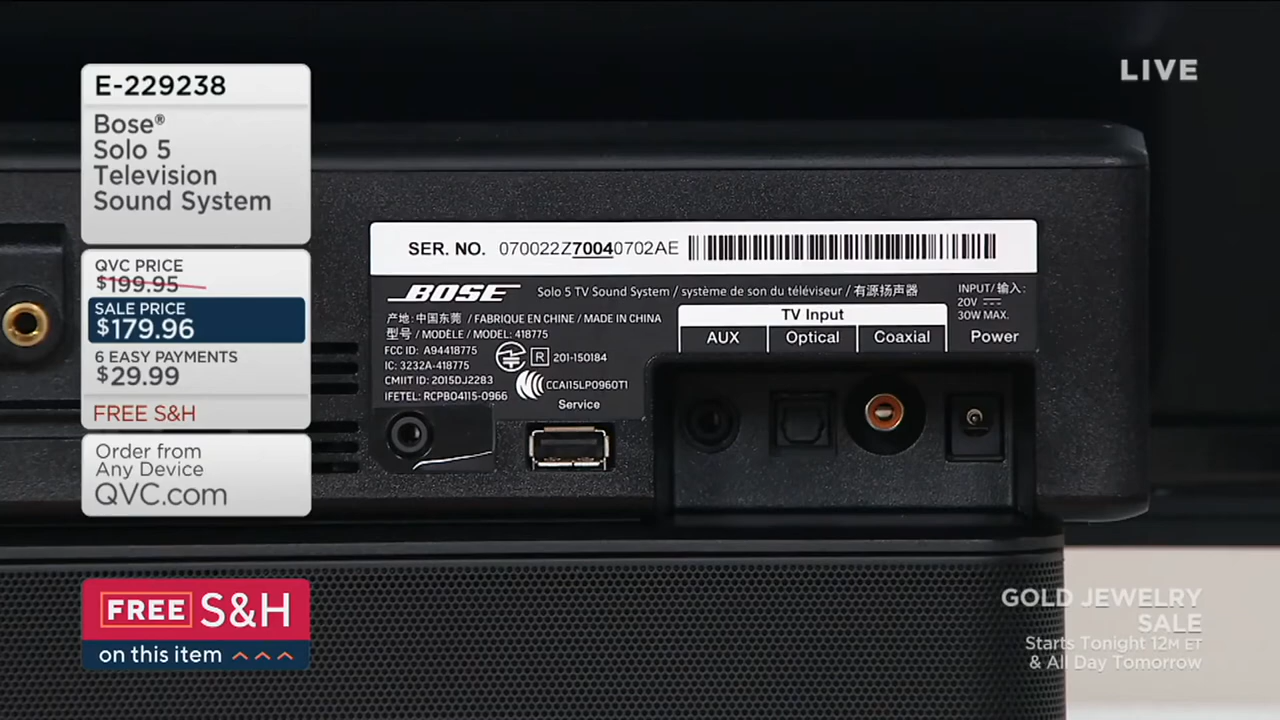 E-229238
Bose®
Solo 5
Television
Sound System
QVC PRICE
$199.95
SALE PRICE
$179.96
6 EASY PAYMENTS
$29.99
FREE S&H
Order from
Any Device
QVC.com
FREE S&H
on this item
LIVE
SER. NO. 070022Z70040702AE
BOSE Solo 5 TV Sound System / système de son du téléviseur / 有源扬声器
产地: 中国东莞 / FABRIQUE EN CHINE / MADE IN CHINA
型号 / MODÈLE / MODEL: 418775
FCC ID: A94418775
IC: 3232A-418775
CMIIT ID: 2015DJ2283
IFETEL: RCPBO4115-0966
R 201-150184
CCAI15LP0960T1
Service
TV Input
AUX Optical Coaxial
INPUT/ 输入:
20V
30W MAX.
Power
GOLD JEWELRY
SALE
Starts Tonight 12M ET
& All Day Tomorrow